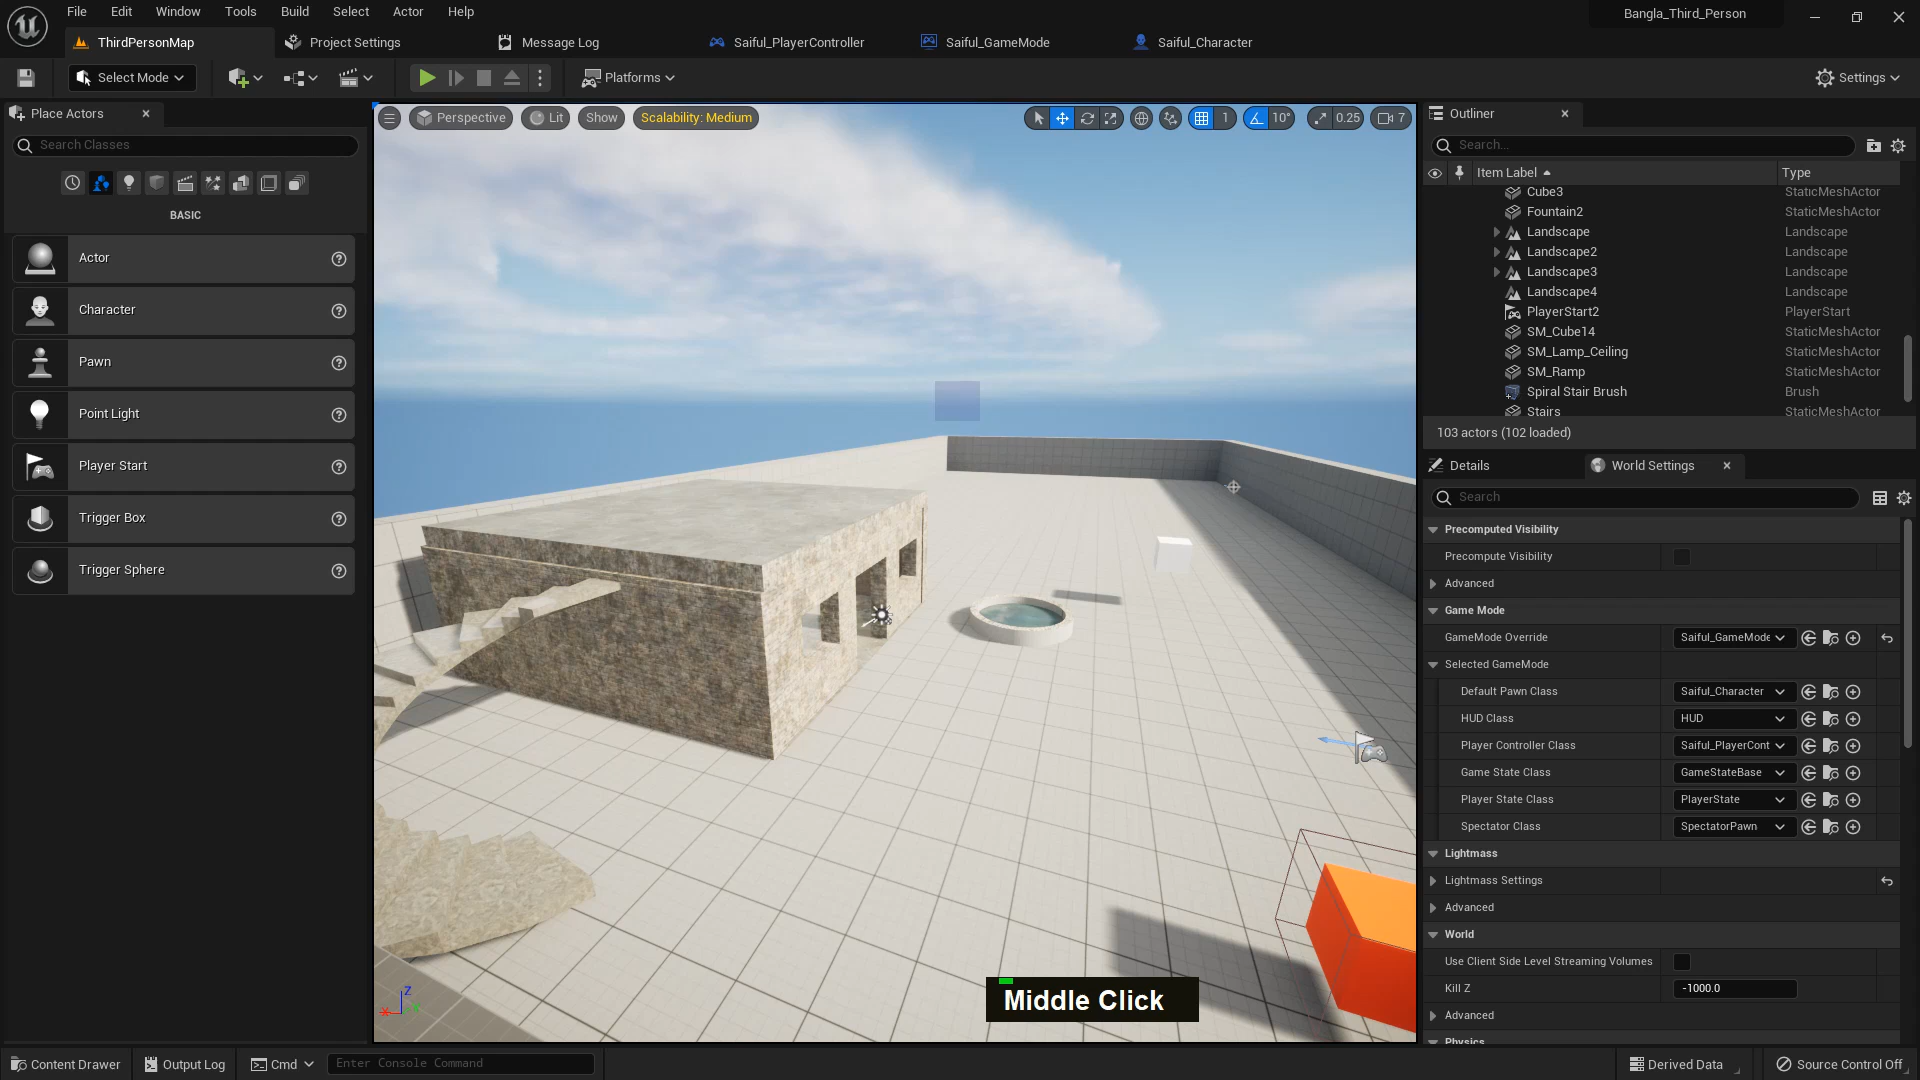 File Edit Window Tools Build Select Actor Help
Bangla_Third_Person
ThirdPersonMap
Project Settings
Message Log
Saiful_PlayerController
Saiful_GameMode
Saiful_Character
Select Mode
Platforms
Settings
Place Actors
Search Classes
BASIC
Actor
Character
Pawn
Point Light
Player Start
Trigger Box
Trigger Sphere
Perspective
Lit
Show
Scalability: Medium
1
10°
0.25
7
Z
Middle Click
Outliner
Search...
Item Label Type
Cube3 StaticMeshActor
Fountain2 StaticMeshActor
Landscape Landscape
Landscape2 Landscape
Landscape3 Landscape
Landscape4 Landscape
PlayerStart2 PlayerStart
SM_Cube14 StaticMeshActor
SM_Lamp_Ceiling StaticMeshActor
SM_Ramp StaticMeshActor
Spiral Stair Brush Brush
Stairs StaticMeshActor
103 actors (102 loaded)
Details
World Settings
Search
Precomputed Visibility
Precompute Visibility
Advanced
Game Mode
GameMode Override Saiful_GameMode
Selected GameMode
Default Pawn Class Saiful_Character
HUD Class HUD
Player Controller Class Saiful_PlayerCont
Game State Class GameStateBase
Player State Class PlayerState
Spectator Class SpectatorPawn
Lightmass
Lightmass Settings
Advanced
World
Use Client Side Level Streaming Volumes
Kill Z -1000.0
Advanced
Physics
Content Drawer
Output Log
Cmd
Enter Console Command
Derived Data
Source Control Off